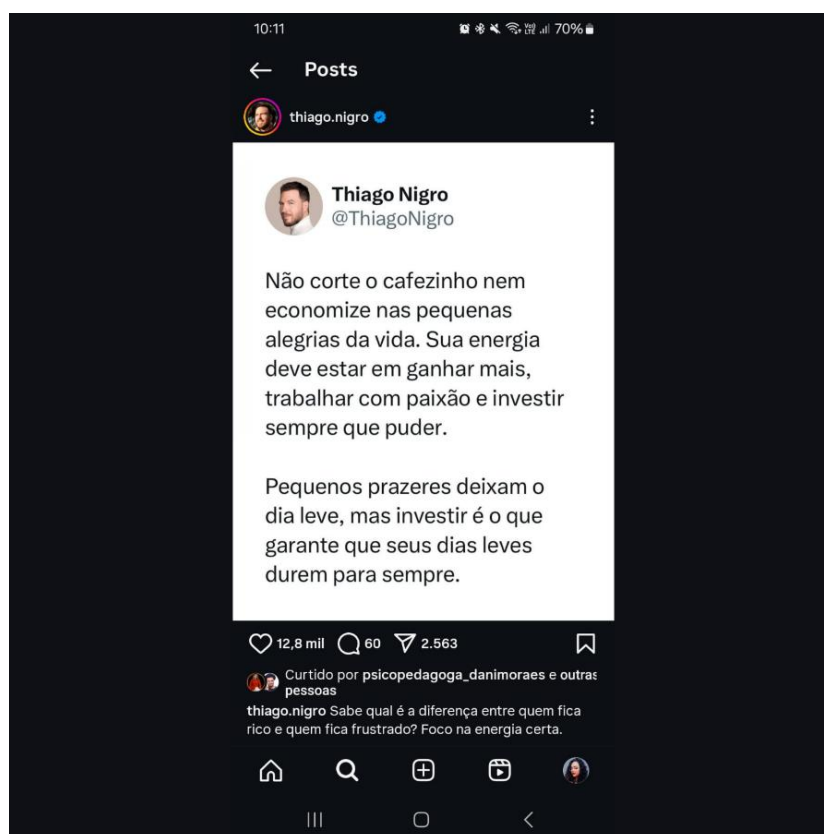 10:11
70%
Posts
thiago.nigro
Thiago Nigro
@ThiagoNigro
Não corte o cafezinho nem
economize nas pequenas
alegrias da vida. Sua energia
deve estar em ganhar mais,
trabalhar com paixão e investir
sempre que puder.
Pequenos prazeres deixam o
dia leve, mas investir é o que
garante que seus dias leves
durem para sempre.
12,8 mil 60 2.563
Curtido por psicopedagoga_danimoraes e outras
pessoas
thiago.nigro Sabe qual é a diferença entre quem fica
rico e quem fica frustrado? Foco na energia certa.